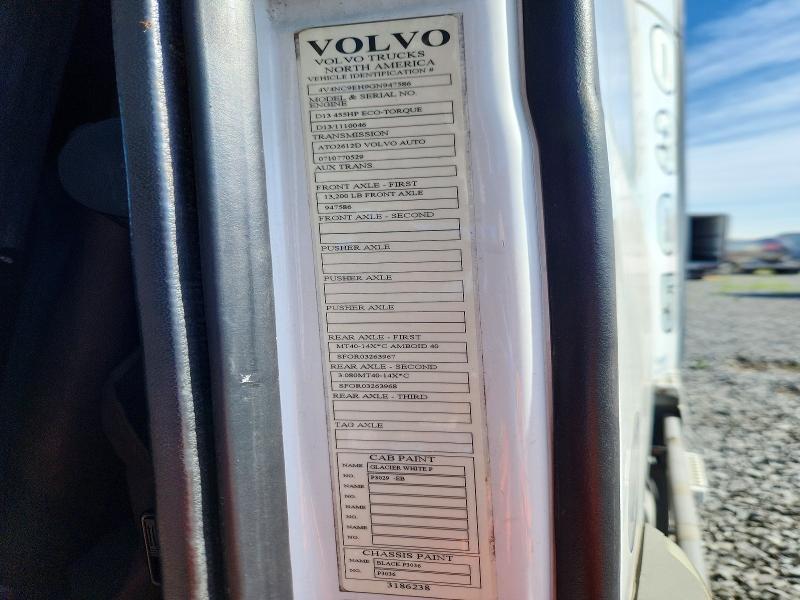 VOLVO
VOLVO TRUCKS
NORTH AMERICA
VEHICLE IDENTIFICATION #
4V4NC9EH9GN947586
MODEL & SERIAL NO.
ENGINE
D13 455HP ECO-TORQUE
D13/1110046
TRANSMISSION
ATO2612D VOLVO AUTO
0710770529
AUX TRANS.
FRONT AXLE - FIRST
13,200 LB FRONT AXLE
947586
FRONT AXLE - SECOND
PUSHER AXLE
PUSHER AXLE
PUSHER AXLE
REAR AXLE - FIRST
MT40-14X*C AMBOID 40
SFOR03263967
REAR AXLE - SECOND
3.080MT40-14X*C
SFOR03263968
REAR AXLE - THIRD
TAG AXLE
CAB PAINT
NAME GLACIER WHITE P
NO. P3029 -EB
NAME
NO.
NAME
NO.
NAME
NO.
CHASSIS PAINT
NAME BLACK P3036
NO. P3036
3186238